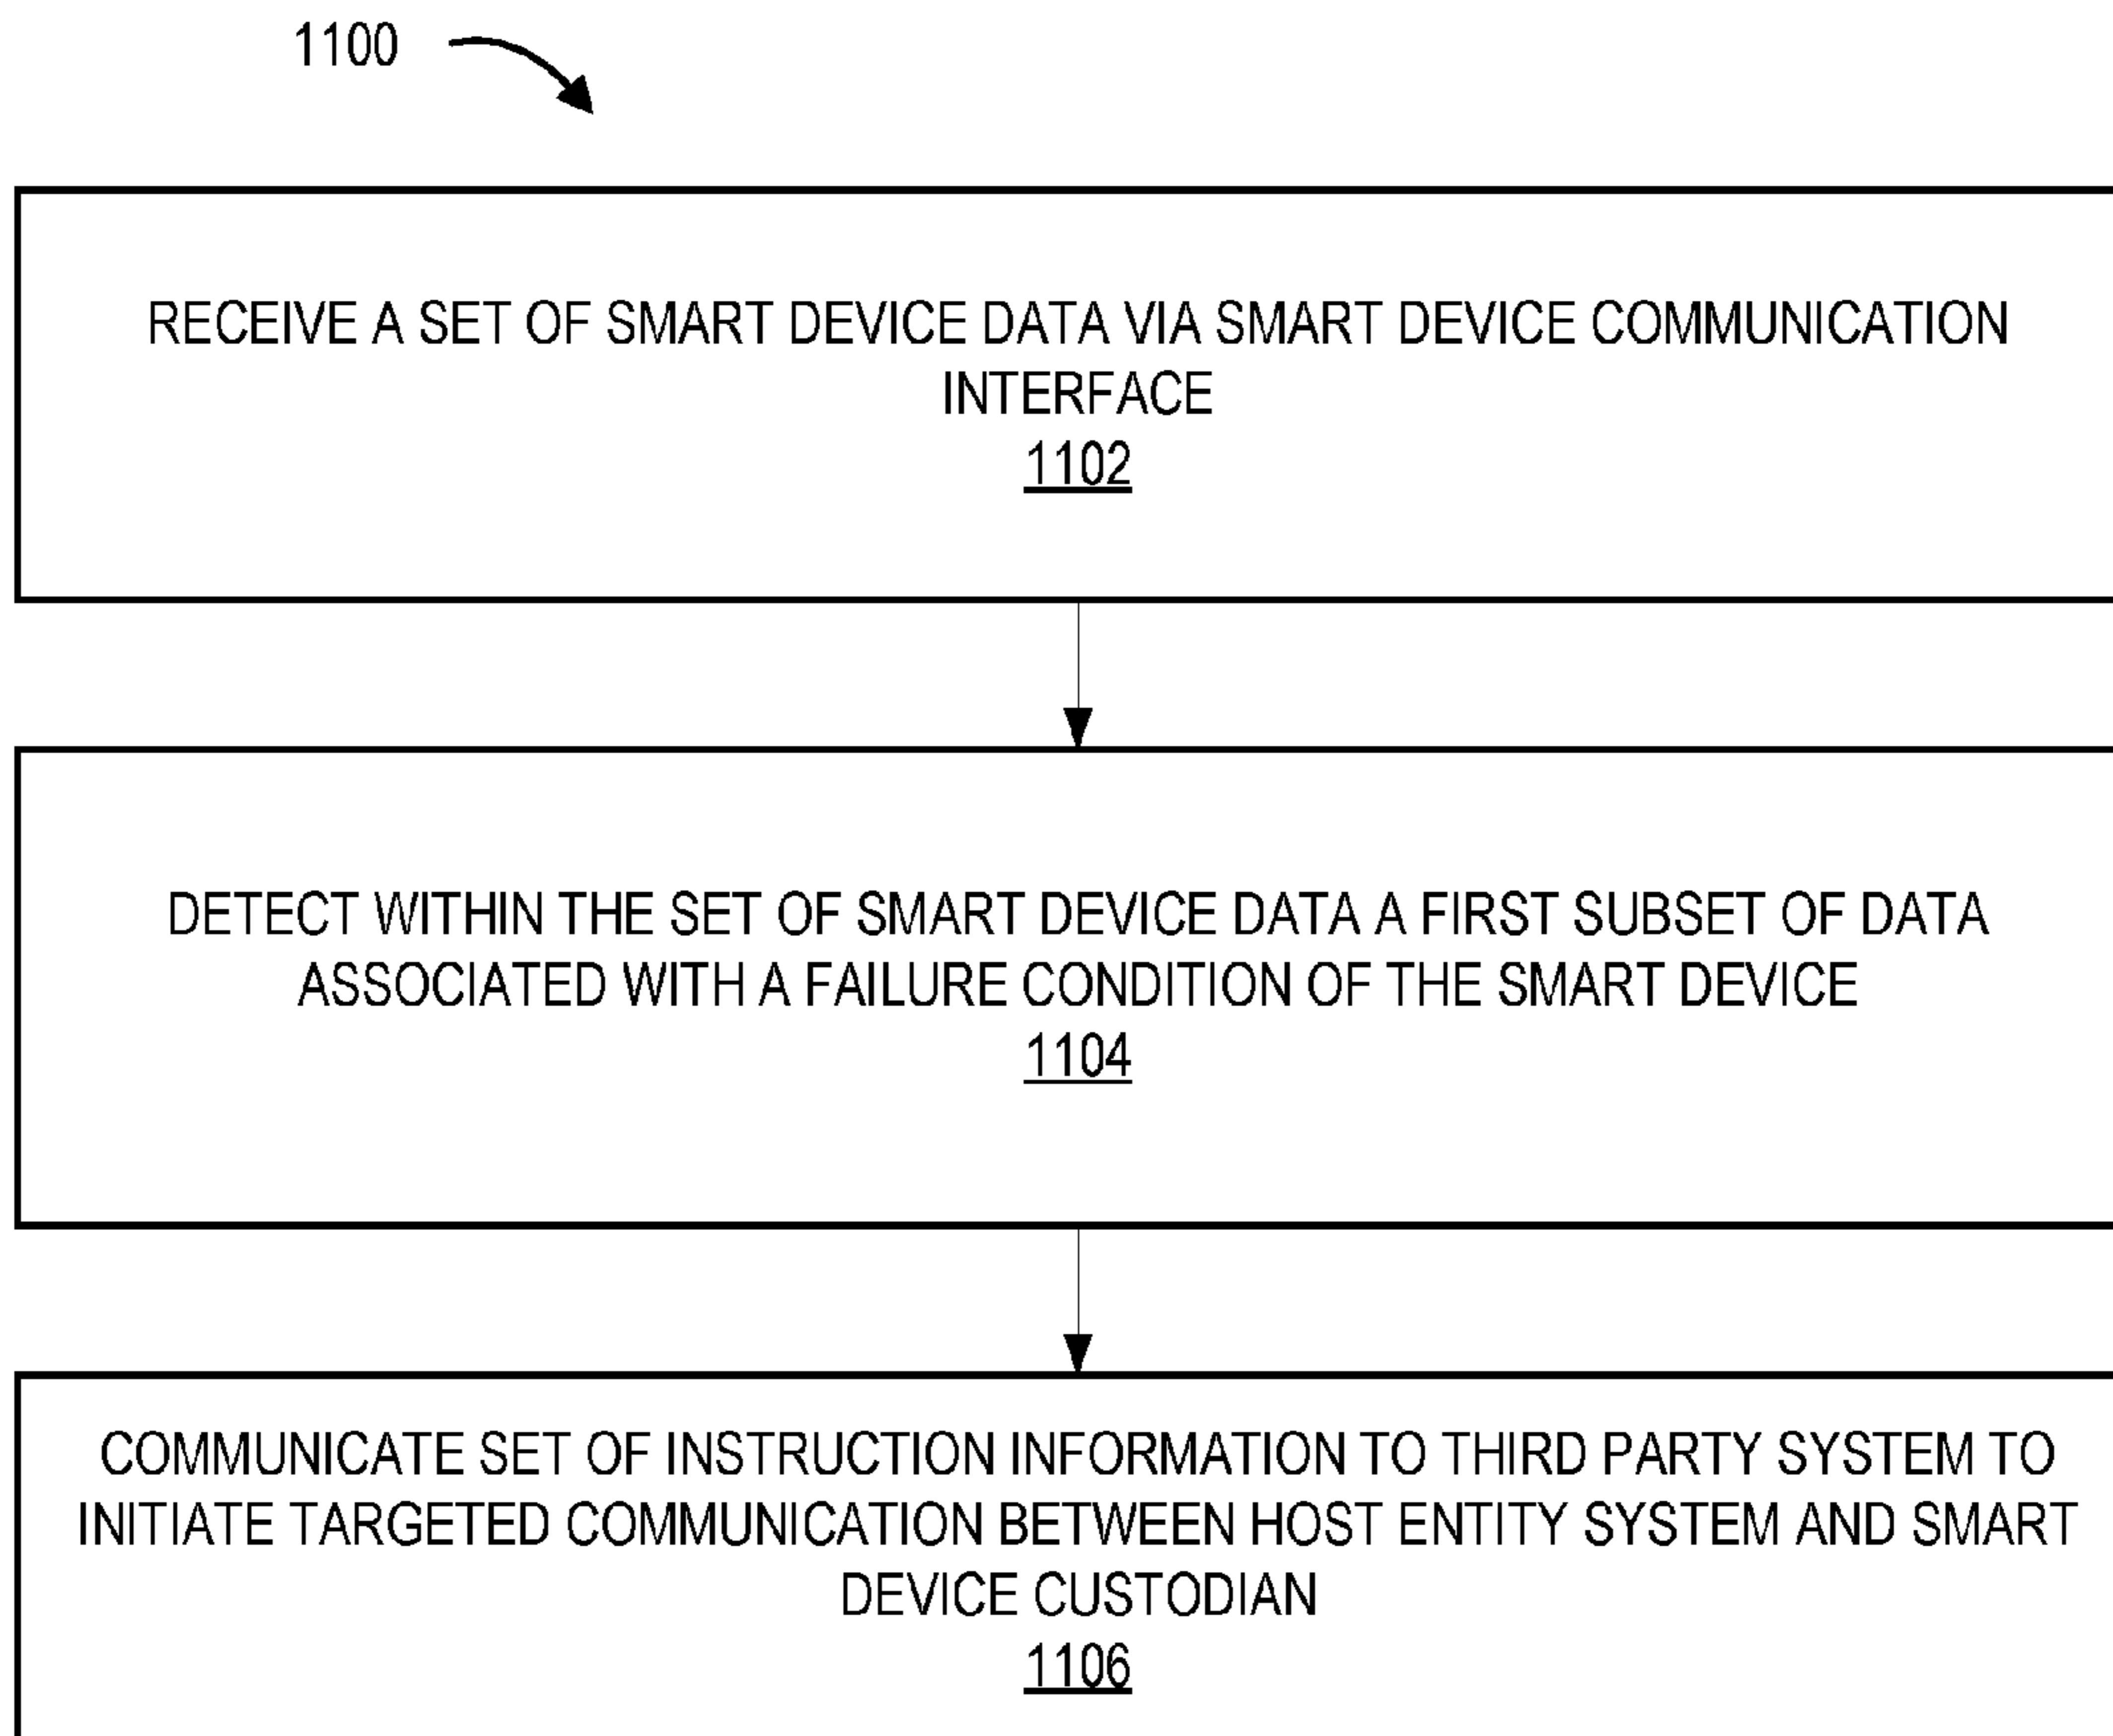 1100
RECEIVE A SET OF SMART DEVICE DATA VIA SMART DEVICE COMMUNICATION
INTERFACE
1102
DETECT WITHIN THE SET OF SMART DEVICE DATA A FIRST SUBSET OF DATA
ASSOCIATED WITH A FAILURE CONDITION OF THE SMART DEVICE
1104
COMMUNICATE SET OF INSTRUCTION INFORMATION TO THIRD PARTY SYSTEM TO
INITIATE TARGETED COMMUNICATION BETWEEN HOST ENTITY SYSTEM AND SMART
DEVICE CUSTODIAN
1106